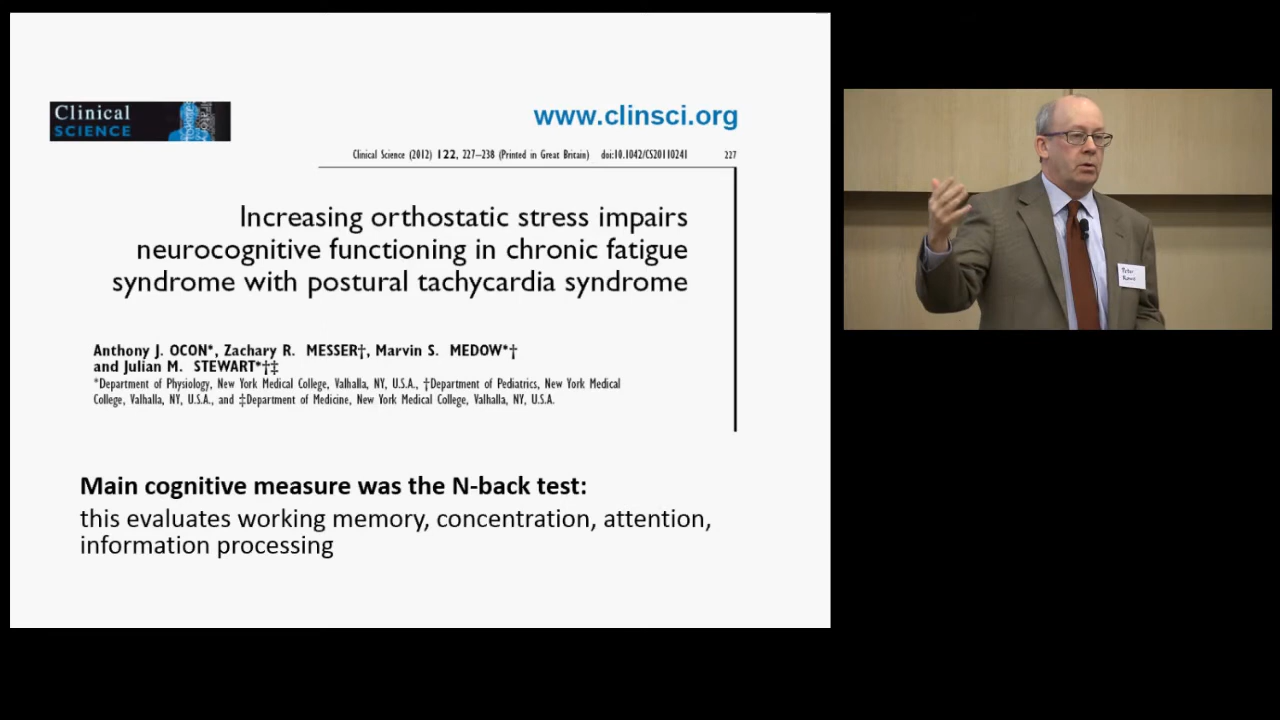 Clinical
SCIENCE
www.clinsci.org
Clinical Science (2012) 122, 227–238 (Printed in Great Britain) doi:10.1042/CS20110241 227
Increasing orthostatic stress impairs
neurocognitive functioning in chronic fatigue
syndrome with postural tachycardia syndrome
Anthony J. OCON*, Zachary R. MESSER†, Marvin S. MEDOW*†
and Julian M. STEWART*†‡
*Department of Physiology, New York Medical College, Valhalla, NY, U.S.A., †Department of Pediatrics, New York Medical
College, Valhalla, NY, U.S.A., and ‡Department of Medicine, New York Medical College, Valhalla, NY, U.S.A.
Main cognitive measure was the N-back test:
this evaluates working memory, concentration, attention,
information processing
Peter
Rowe